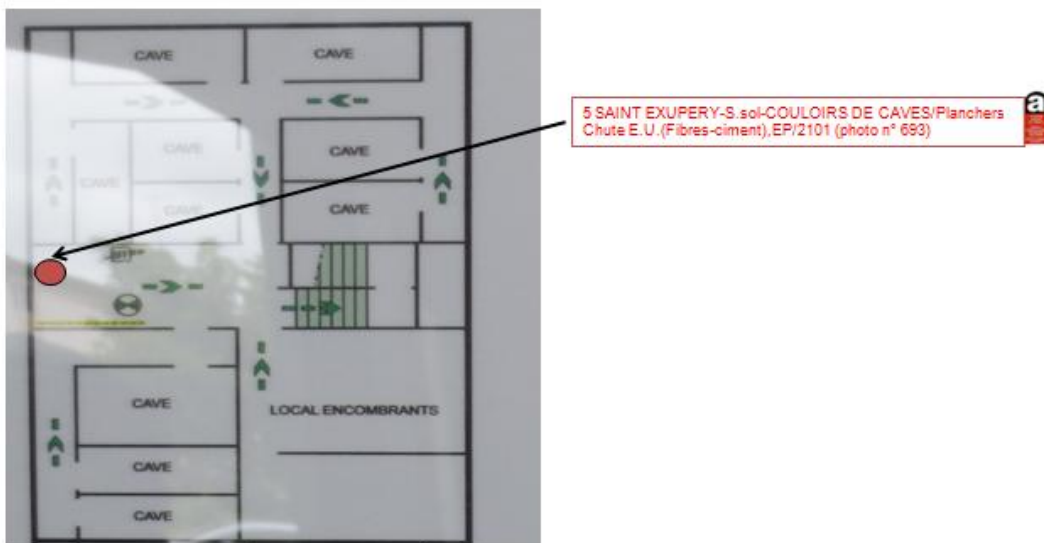 CAVE
CAVE
5 SAINT EXUPERY-S.sol-COULOIRS DE CAVES/Planchers
Chute E.U.(Fibres-ciment),EP/2101 (photo n° 693)
a
CAVE
CAVE
CAVE
CAVE
CAVE
CAVE
LOCAL ENCOMBRANTS
CAVE
CAVE